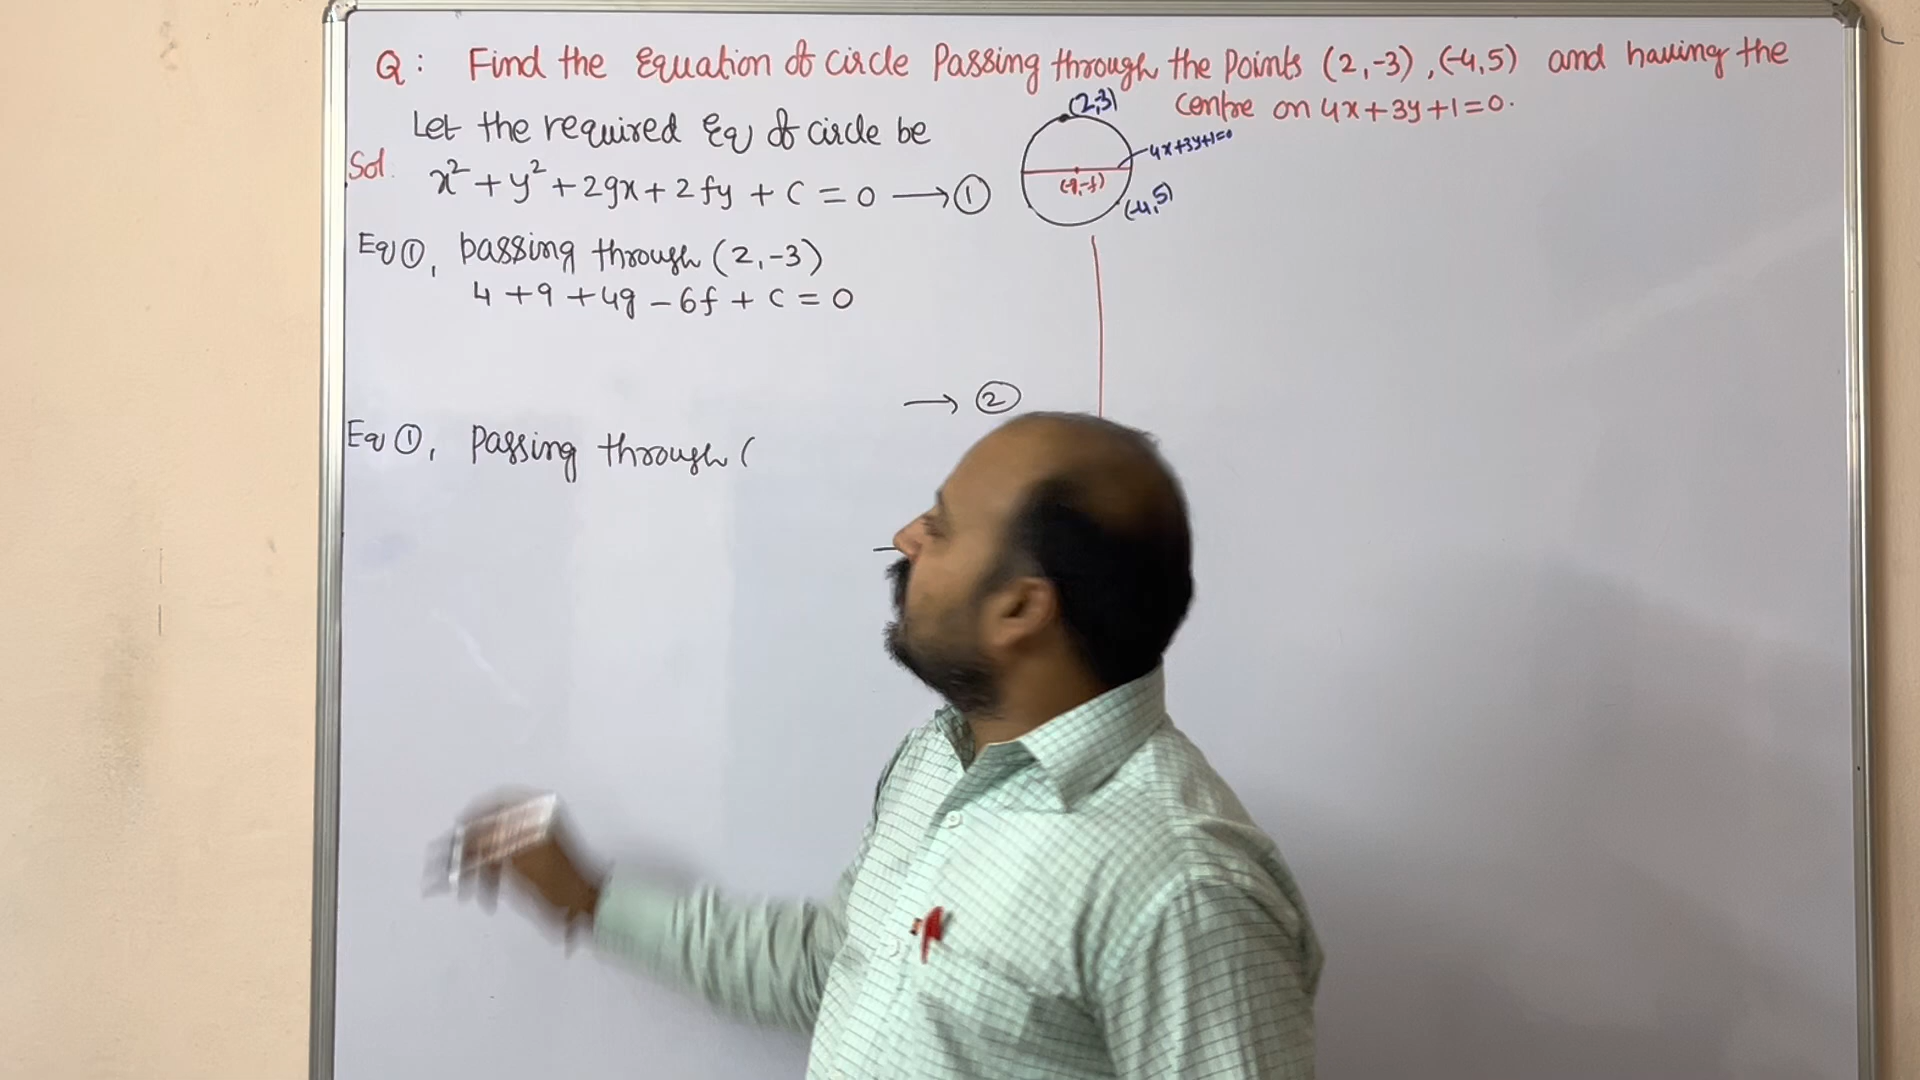 Q: Find the Equation of circle Passing through the Points (2,-3), (-4,5) and having the
centre on 4x+3y+1=0.
Let the required Eq of circle be
Sol.
x²+y²+2gx+2fy+c=0 → ①
(2,3)
4x+3y+1=0
(-g,-f)
(-4,5)
Eq①, passing through (2,-3)
4+9+4g-6f+c=0
→ ②
Eq①, passing through (